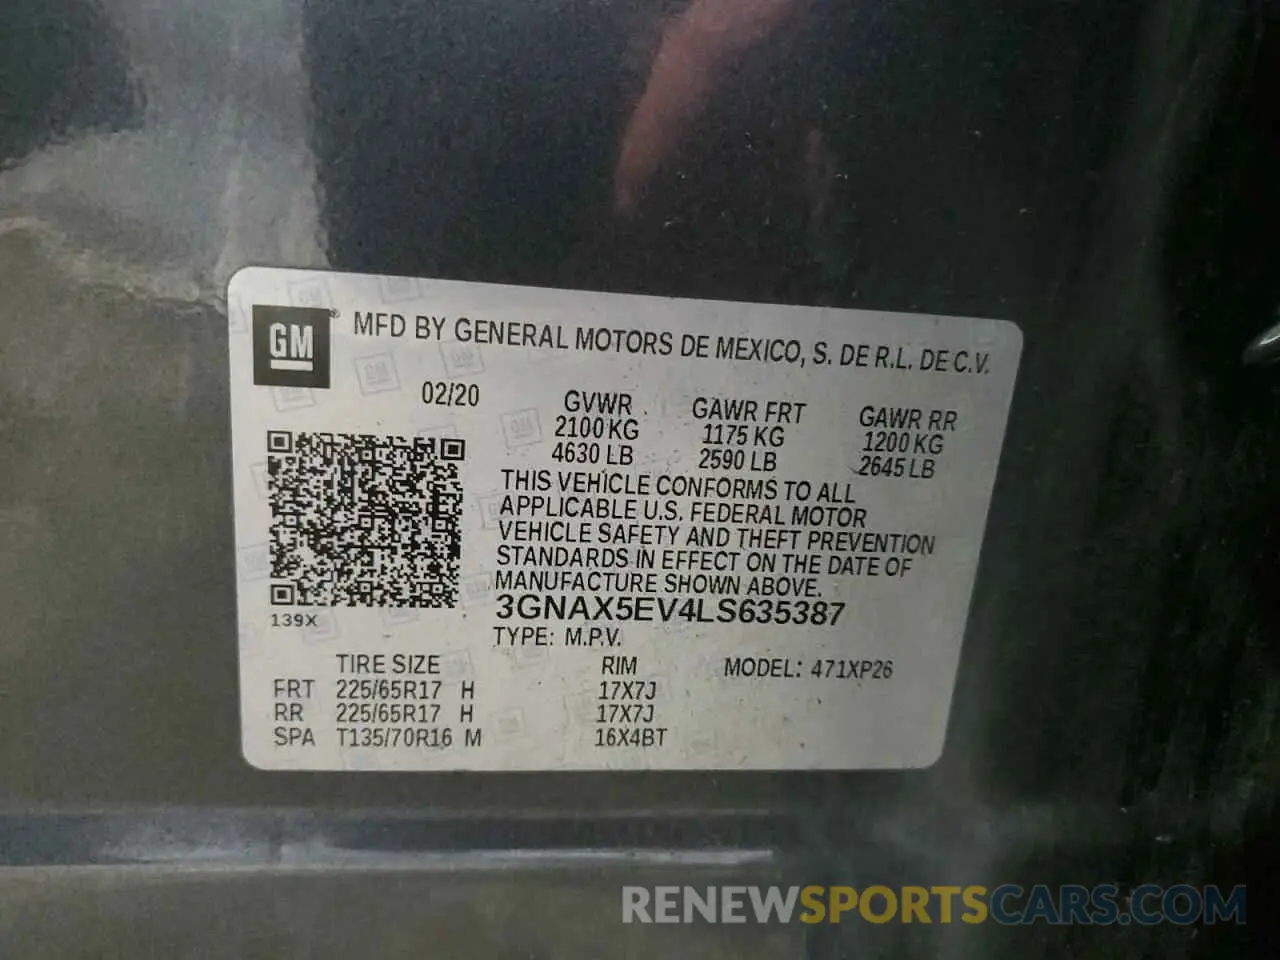 GM® MFD BY GENERAL MOTORS DE MEXICO, S. DE R.L. DE C.V.
02/20 GVWR GAWR FRT GAWR RR
2100 KG 1175 KG 1200 KG
4630 LB 2590 LB 2645 LB
THIS VEHICLE CONFORMS TO ALL
APPLICABLE U.S. FEDERAL MOTOR
VEHICLE SAFETY AND THEFT PREVENTION
STANDARDS IN EFFECT ON THE DATE OF
MANUFACTURE SHOWN ABOVE.
139X 3GNAX5EV4LS635387
TYPE: M.P.V.
TIRE SIZE RIM MODEL: 471XP26
FRT 225/65R17 H 17X7J
RR 225/65R17 H 17X7J
SPA T135/70R16 M 16X4BT
RENEWSPORTSCARS.COM